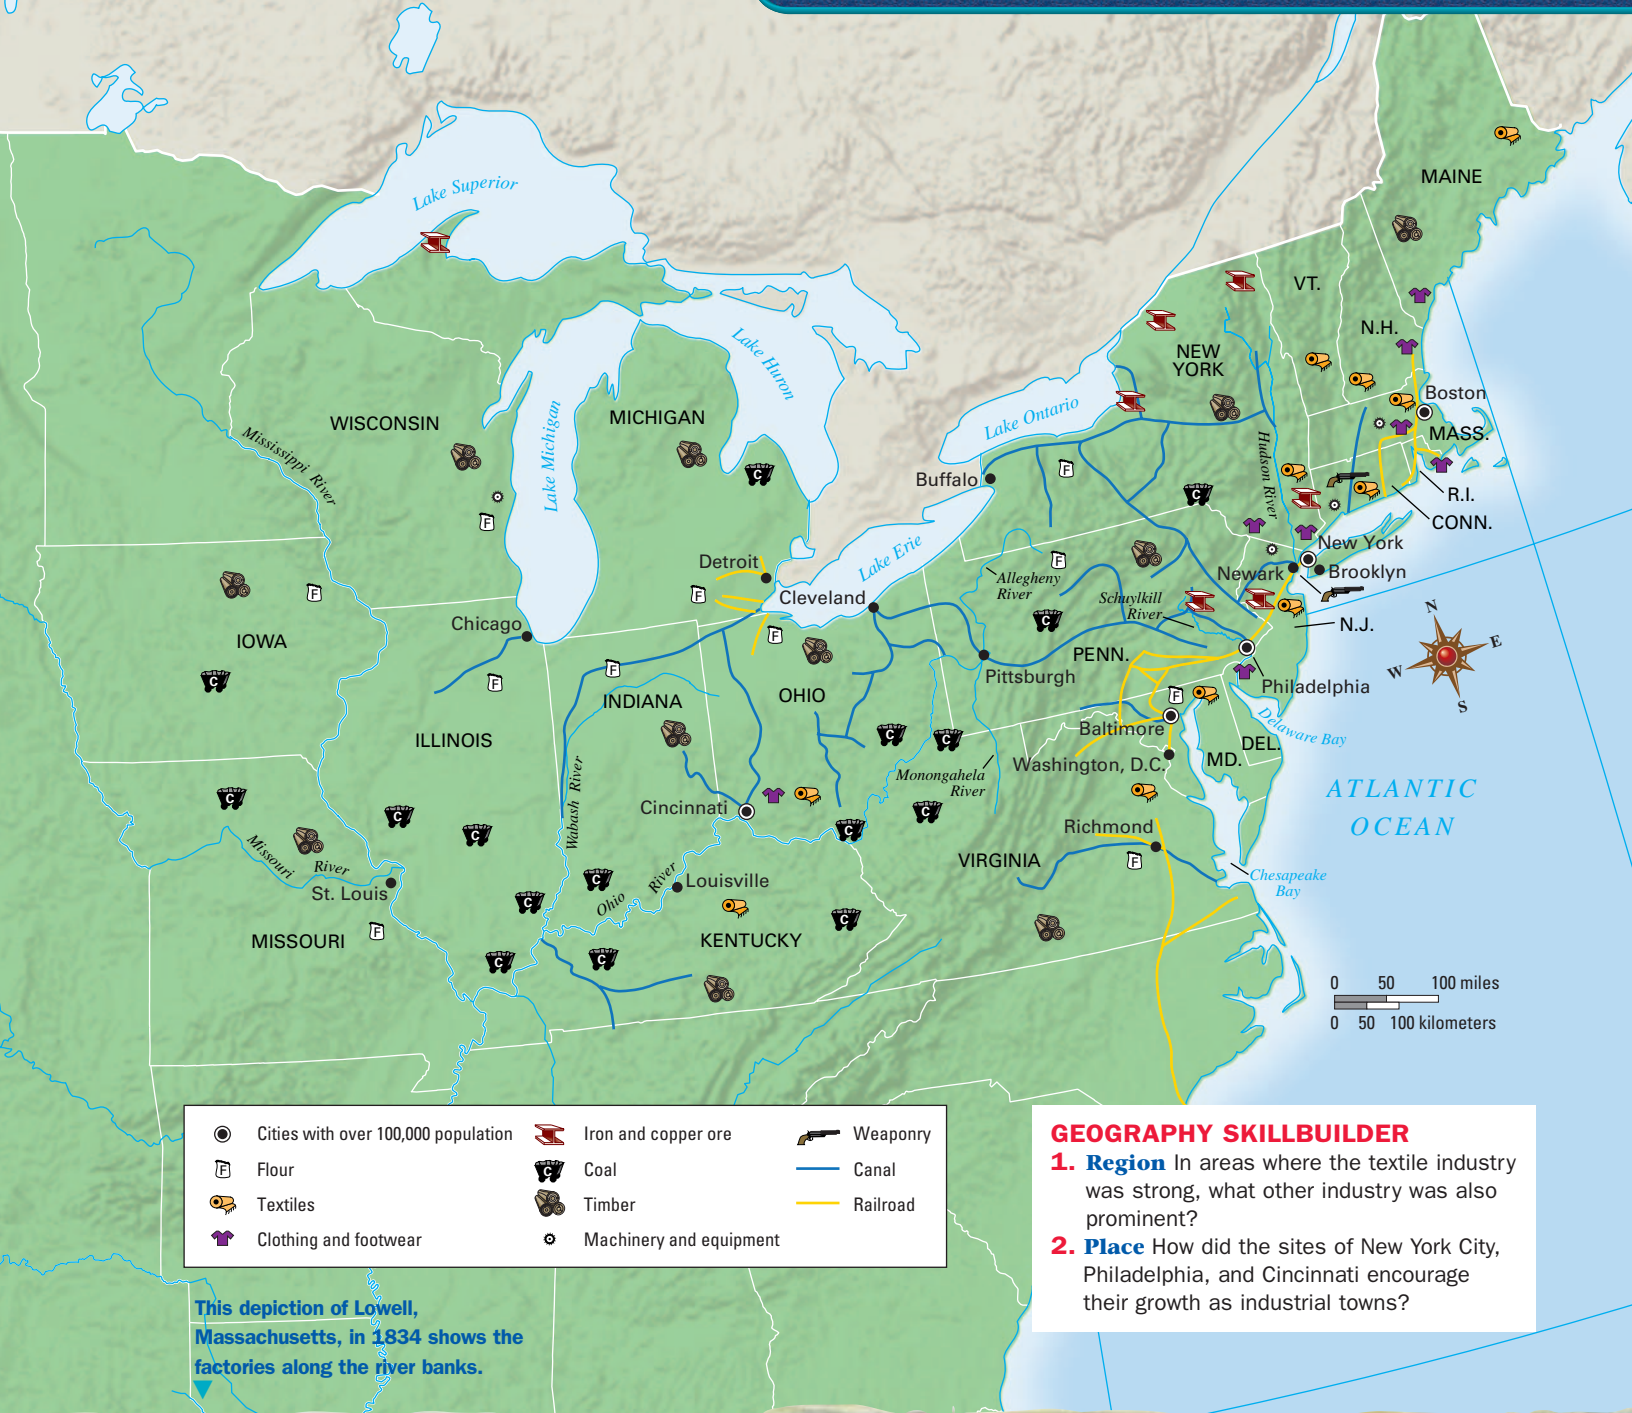 Lake Superior
MAINE
VT.
N.H.
Lake Huron
NEW
YORK
Boston
MASS.
WISCONSIN
MICHIGAN
Lake Michigan
Lake Ontario
Mississippi River
Hudson River
Buffalo
R.I.
CONN.
New York
Detroit
Lake Erie
Allegheny
River
Newark
Brooklyn
Cleveland
Schuylkill
River
Chicago
N.J.
IOWA
PENN.
N
E
W
S
Pittsburgh
Philadelphia
INDIANA
OHIO
ILLINOIS
Baltimore
Delaware Bay
DEL.
MD.
Washington, D.C.
Monongahela
River
ATLANTIC
OCEAN
Wabash River
Cincinnati
Richmond
Missouri
River
VIRGINIA
Chesapeake
Bay
St. Louis
Ohio River
Louisville
MISSOURI
KENTUCKY
0 50 100 miles
0 50 100 kilometers
Cities with over 100,000 population
F Flour
Textiles
Clothing and footwear
Iron and copper ore
C Coal
Timber
Machinery and equipment
Weaponry
Canal
Railroad
GEOGRAPHY SKILLBUILDER
1. Region In areas where the textile industry
was strong, what other industry was also
prominent?
2. Place How did the sites of New York City,
Philadelphia, and Cincinnati encourage
their growth as industrial towns?
This depiction of Lowell,
Massachusetts, in 1834 shows the
factories along the river banks.